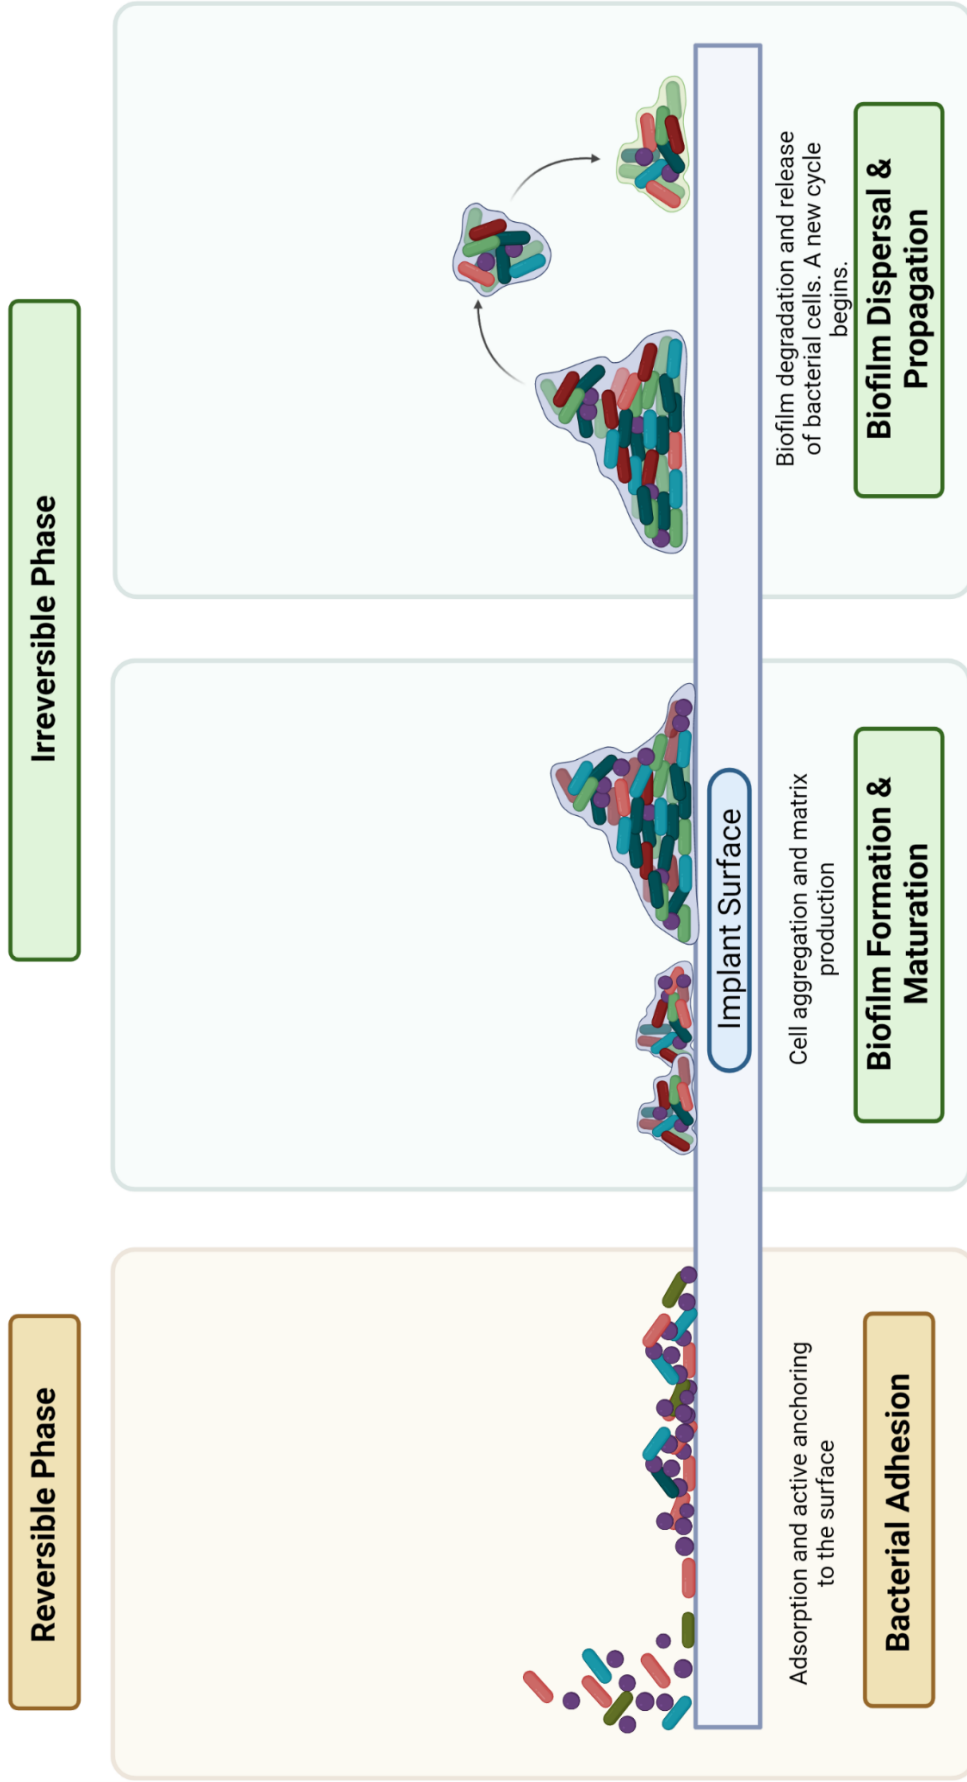 Reversible Phase
Irreversible Phase
Implant Surface
Adsorption and active anchoring
to the surface
Bacterial Adhesion
Cell aggregation and matrix
production
Biofilm Formation &
Maturation
Biofilm degradation and release
of bacterial cells. A new cycle
begins.
Biofilm Dispersal &
Propagation